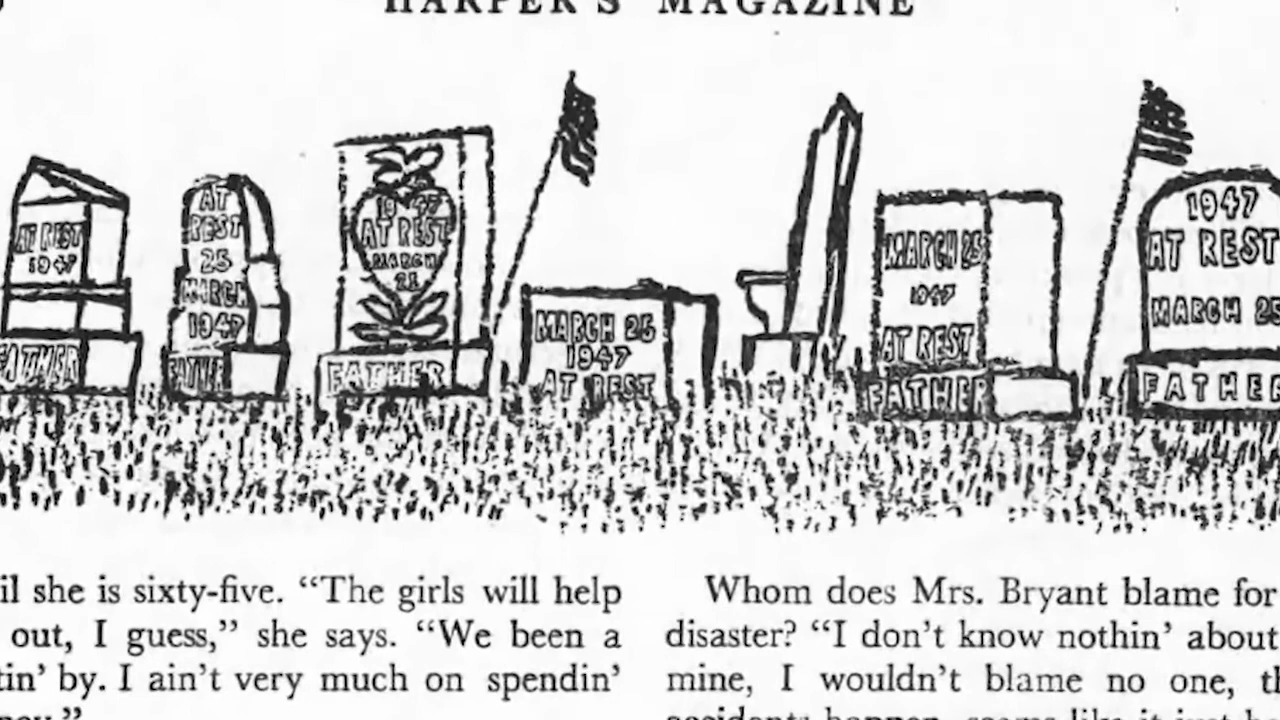 HARPER'S MAGAZINE
AT REST
1947
FATHER
AT
REST
25
MARCH
1947
FATHER
1947
AT REST
MARCH
21
FATHER
MARCH 25
1947
AT REST
MARCH 25
1947
AT REST
FATHER
1947
AT REST
MARCH 25
FATHER
il she is sixty-five. “The girls will help
out, I guess,” she says. “We been a
tin’ by. I ain’t very much on spendin’
Whom does Mrs. Bryant blame for
disaster? “I don’t know nothin’ about
mine, I wouldn’t blame no one, th